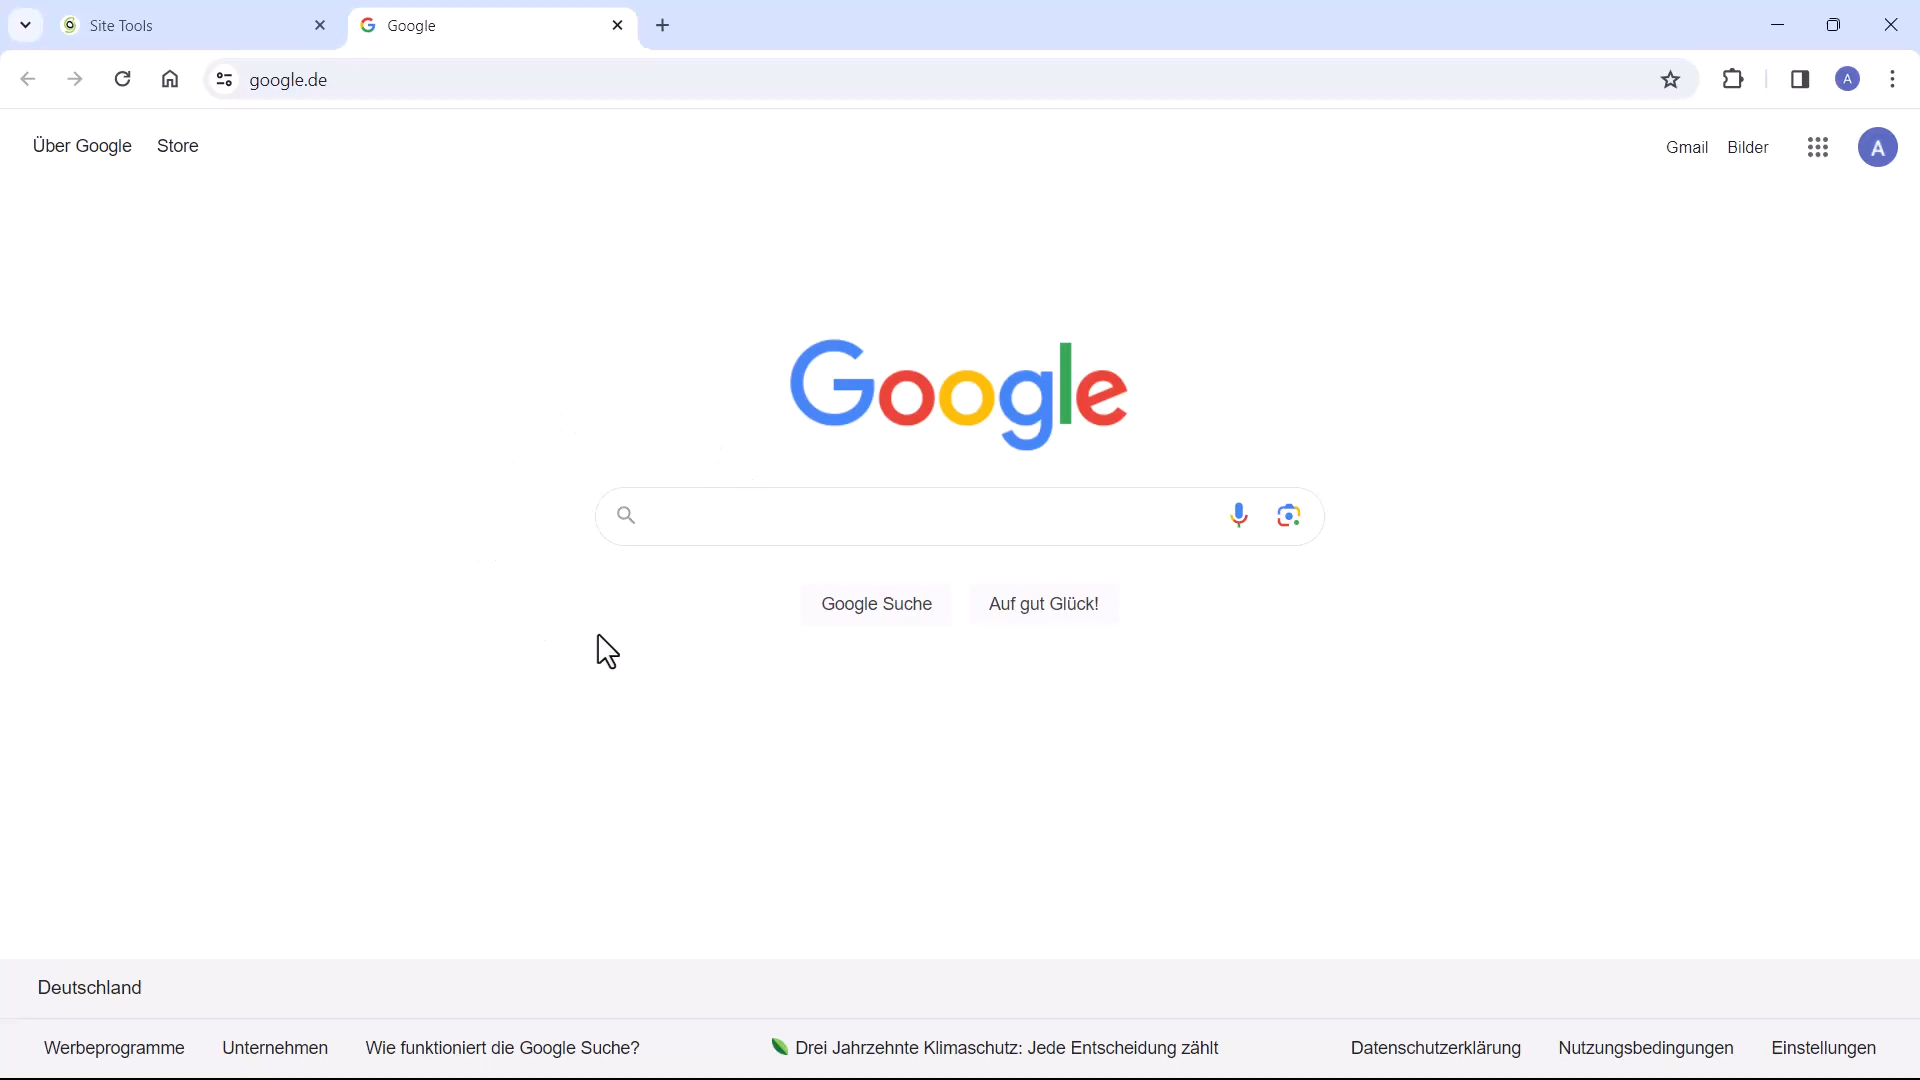 Site Tools
Google
google.de
A
Über Google
Store
Gmail
Bilder
A
Google
Google Suche
Auf gut Glück!
Deutschland
Werbeprogramme
Unternehmen
Wie funktioniert die Google Suche?
Drei Jahrzehnte Klimaschutz: Jede Entscheidung zählt
Datenschutzerklärung
Nutzungsbedingungen
Einstellungen